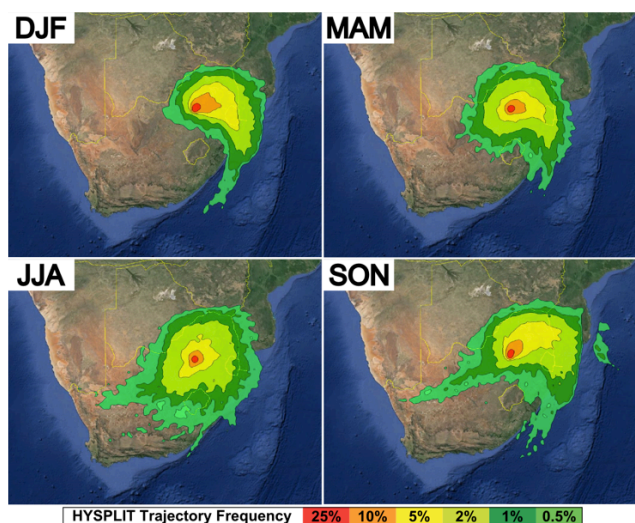 DJF
MAM
JJA
SON
HYSPLIT Trajectory Frequency 25% 10% 5% 2% 1% 0.5%